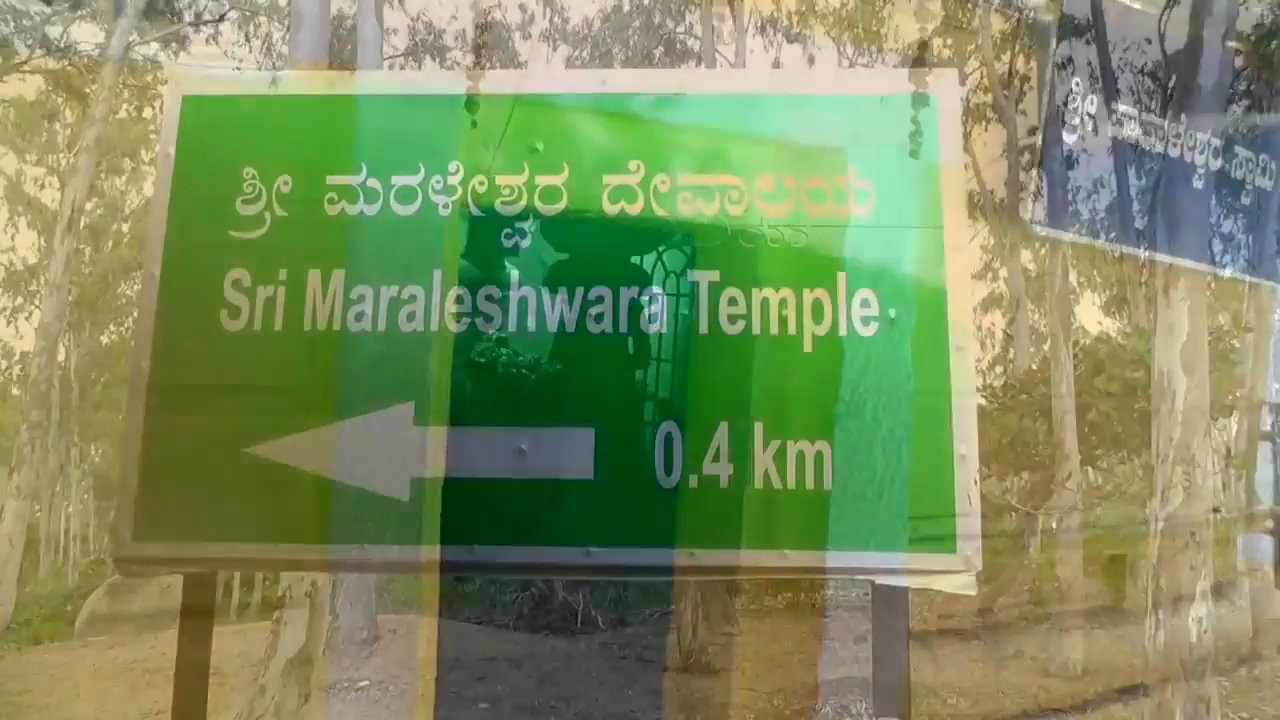 ಶ್ರೀ ಮರಳೇಶ್ವರ ದೇವಾಲಯ
Sri Maraleshwara Temple
0.4 km
ಶ್ರೀ
ಸ್ವಾಮಿ